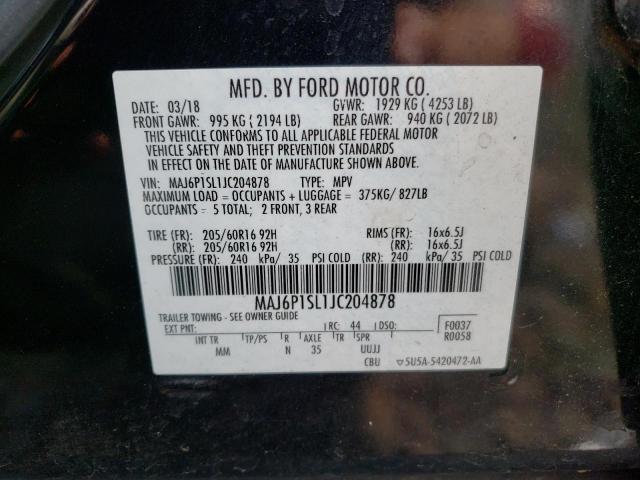 MFD. BY FORD MOTOR CO.
DATE: 03/18 GVWR: 1929 KG ( 4253 LB)
FRONT GAWR: 995 KG ( 2194 LB) REAR GAWR: 940 KG ( 2072 LB)
THIS VEHICLE CONFORMS TO ALL APPLICABLE FEDERAL MOTOR
VEHICLE SAFETY AND THEFT PREVENTION STANDARDS
IN EFFECT ON THE DATE OF MANUFACTURE SHOWN ABOVE.
VIN: MAJ6P1SL1JC204878 TYPE: MPV
MAXIMUM LOAD = OCCUPANTS + LUGGAGE = 375KG/ 827LB
OCCUPANTS = 5 TOTAL; 2 FRONT, 3 REAR
TIRE (FR): 205/60R16 92H RIMS (FR): 16x6.5J
(RR): 205/60R16 92H (RR): 16x6.5J
PRESSURE (FR): 240 kPa/ 35 PSI COLD (RR): 240 kPa/ 35 PSI COLD
MAJ6P1SL1JC204878
TRAILER TOWING - SEE OWNER GUIDE
EXT PNT: RC: 44 DSO: F0037
R0058
INT TR TP/PS R AXLE TR SPR
MM N 35 UUJJ
CBU 5U5A-5420472-AA